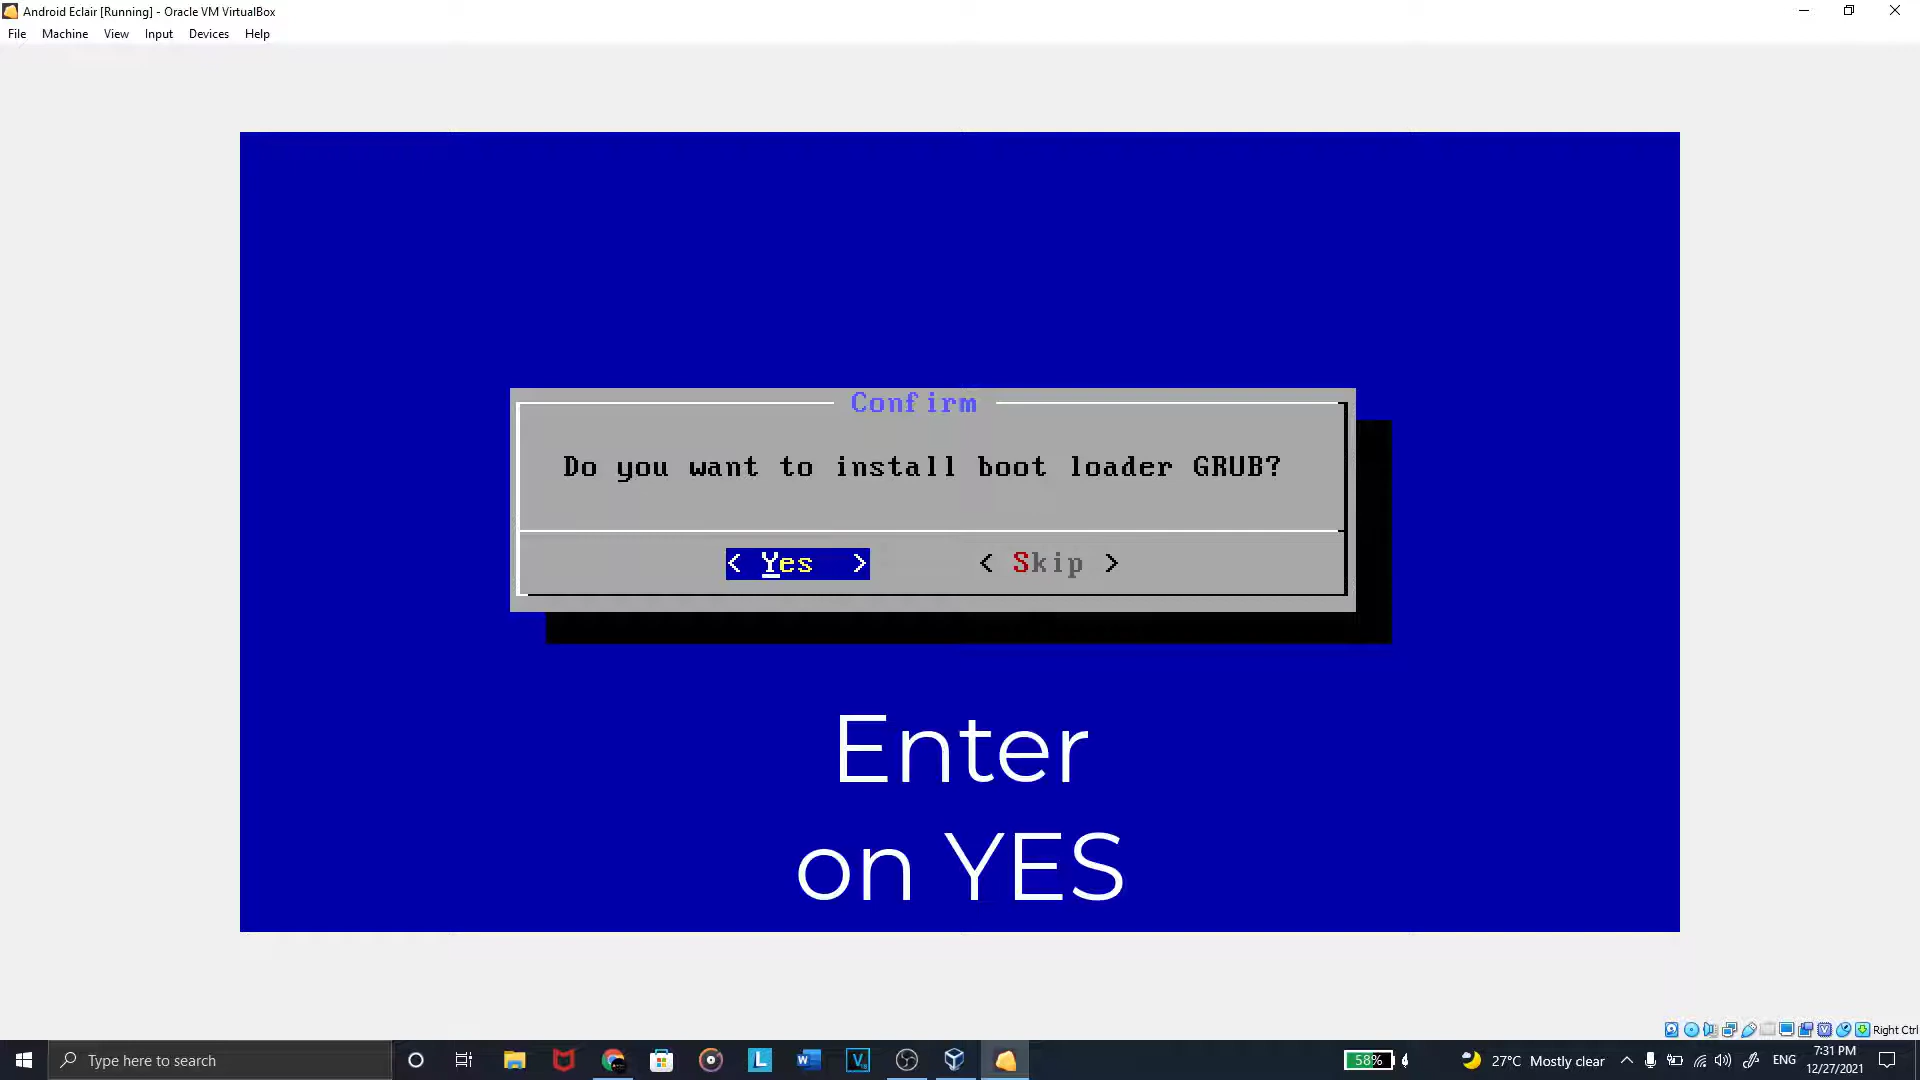 Android Eclair [Running] - Oracle VM VirtualBox
File Machine View Input Devices Help
Confirm
Do you want to install boot loader GRUB?
< Yes > < Skip >
Enter
on YES
Right Ctrl
Type here to search
L
W
V
58%
27°C Mostly clear
ENG
7:31 PM
12/27/2021